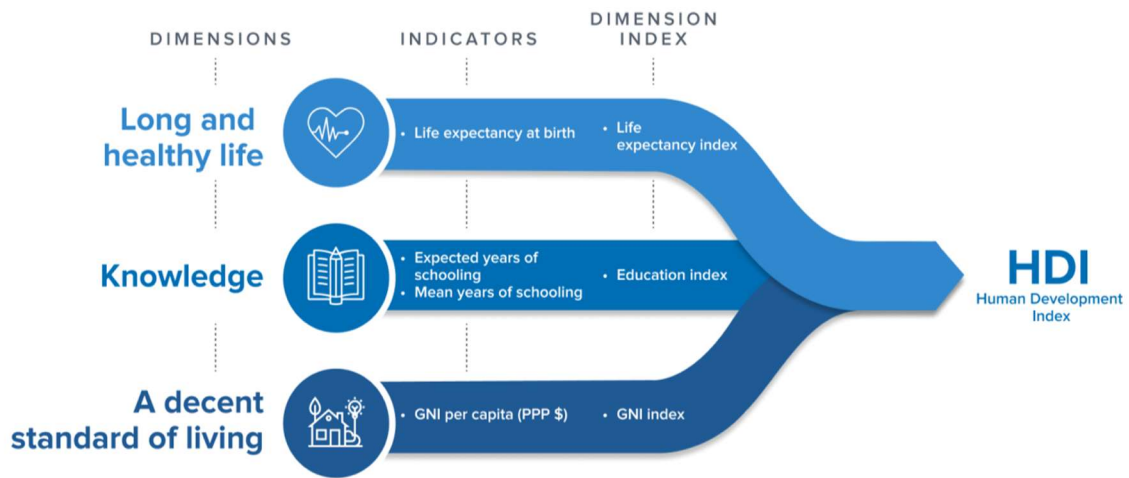 DIMENSIONS
INDICATORS
DIMENSION
INDEX
Long and
healthy life
• Life expectancy at birth
• Life
expectancy index
Knowledge
• Expected years of
schooling
• Mean years of schooling
• Education index
A decent
standard of living
• GNI per capita (PPP $)
• GNI index
HDI
Human Development
Index